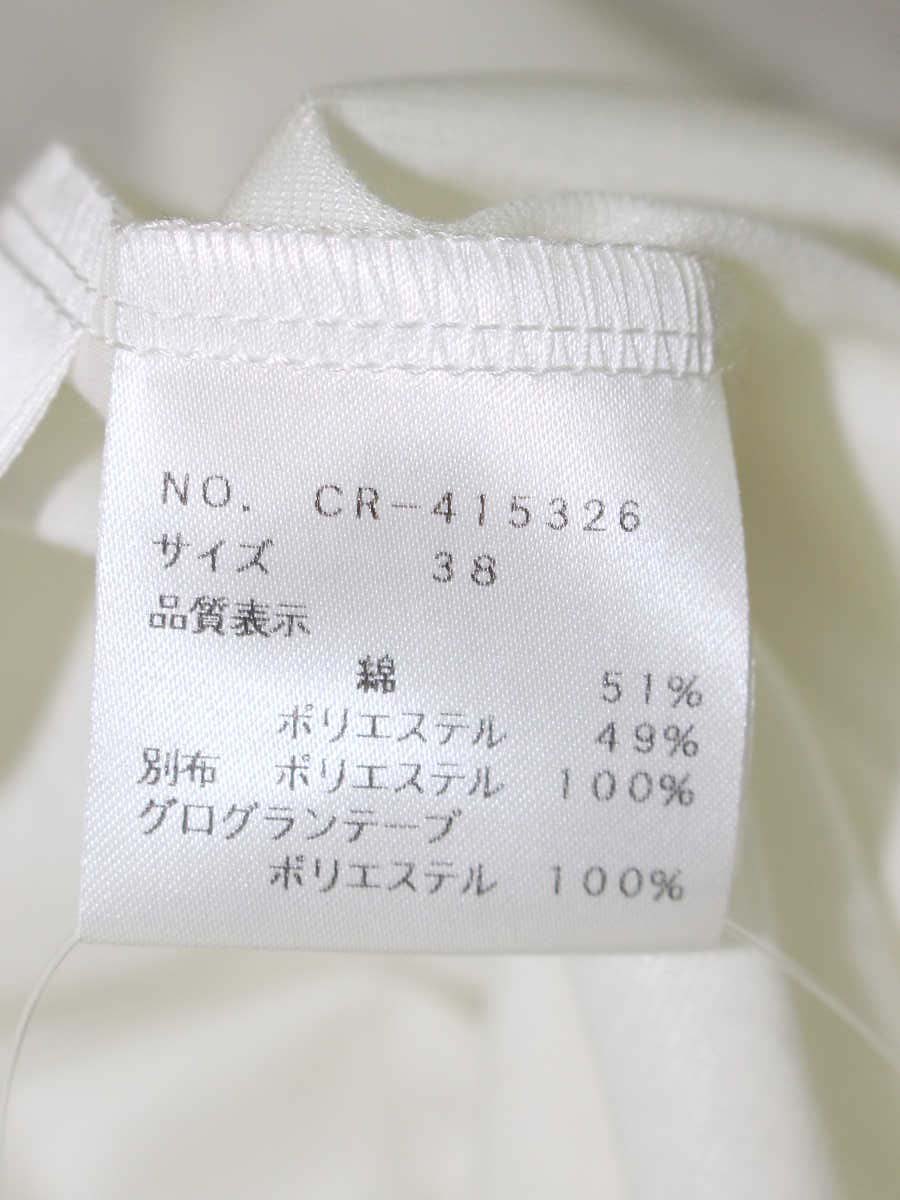 NO. CR-415326
サイズ 38
品質表示
綿 51%
ポリエステル 49%
別布 ポリエステル 100%
グログランテープ
ポリエステル 100%